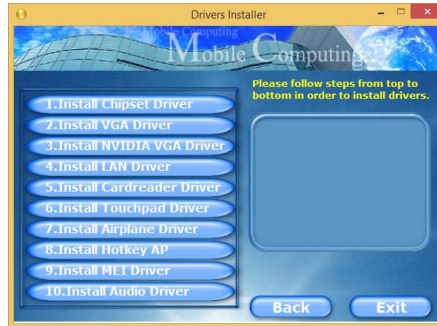 Drivers Installer
Mobile Computing
Mobile Computing
Please follow steps from top to
bottom in order to install drivers.
1.Install Chipset Driver
2.Install VGA Driver
3.Install NVIDIA VGA Driver
4.Install LAN Driver
5.Install Cardreader Driver
6.Install Touchpad Driver
7.Install Airplane Driver
8.Install Hotkey AP
9.Install MEI Driver
10.Install Audio Driver
Back
Exit